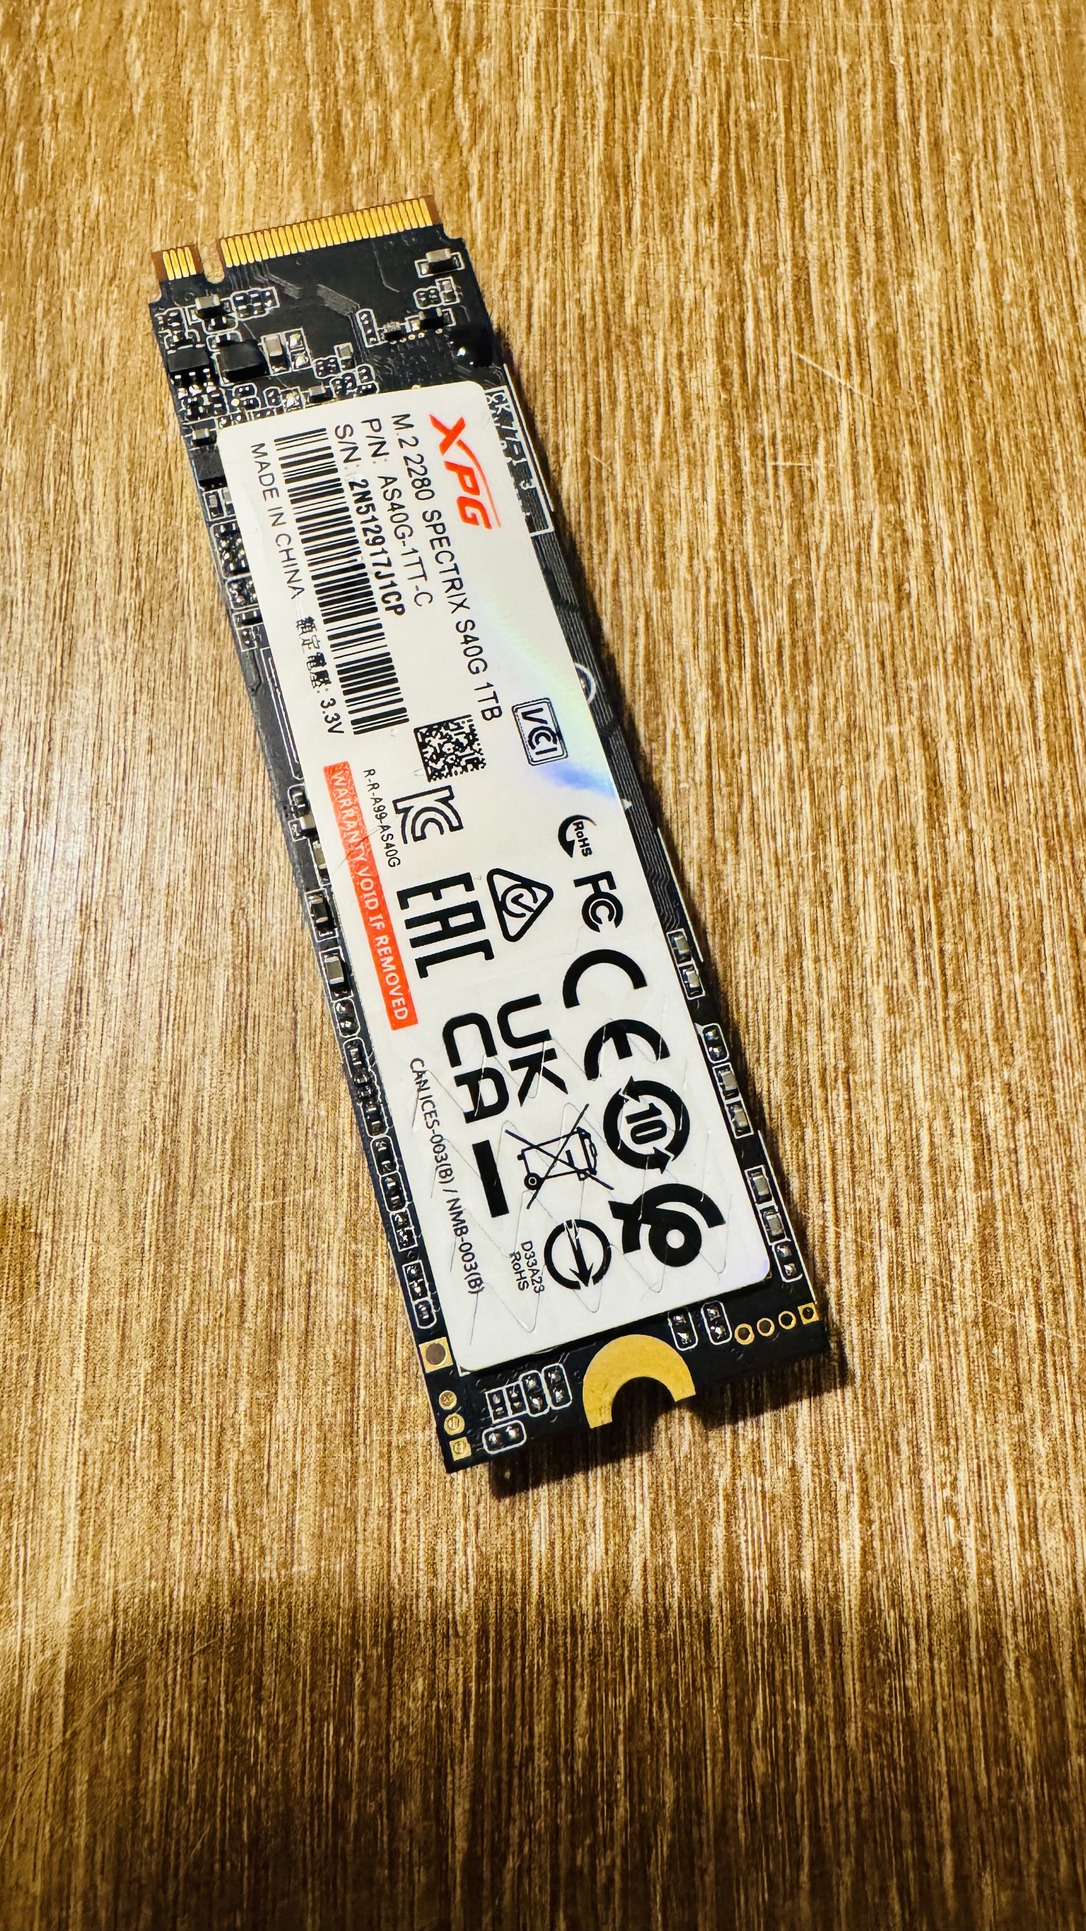 XPG
M.2 2280 SPECTRIX S40G 1TB
P/N: AS40G-1TT-C
S/N: 2N512917J1CP
MADE IN CHINA 額定電壓: 3.3V
VCI
R-R-A99-AS40G
WARRANTY VOID IF REMOVED
RoHS
FC
CE
EAC
UK
CA
10
CAN ICES-003(B) / NMB-003(B)
D33A23
RoHS